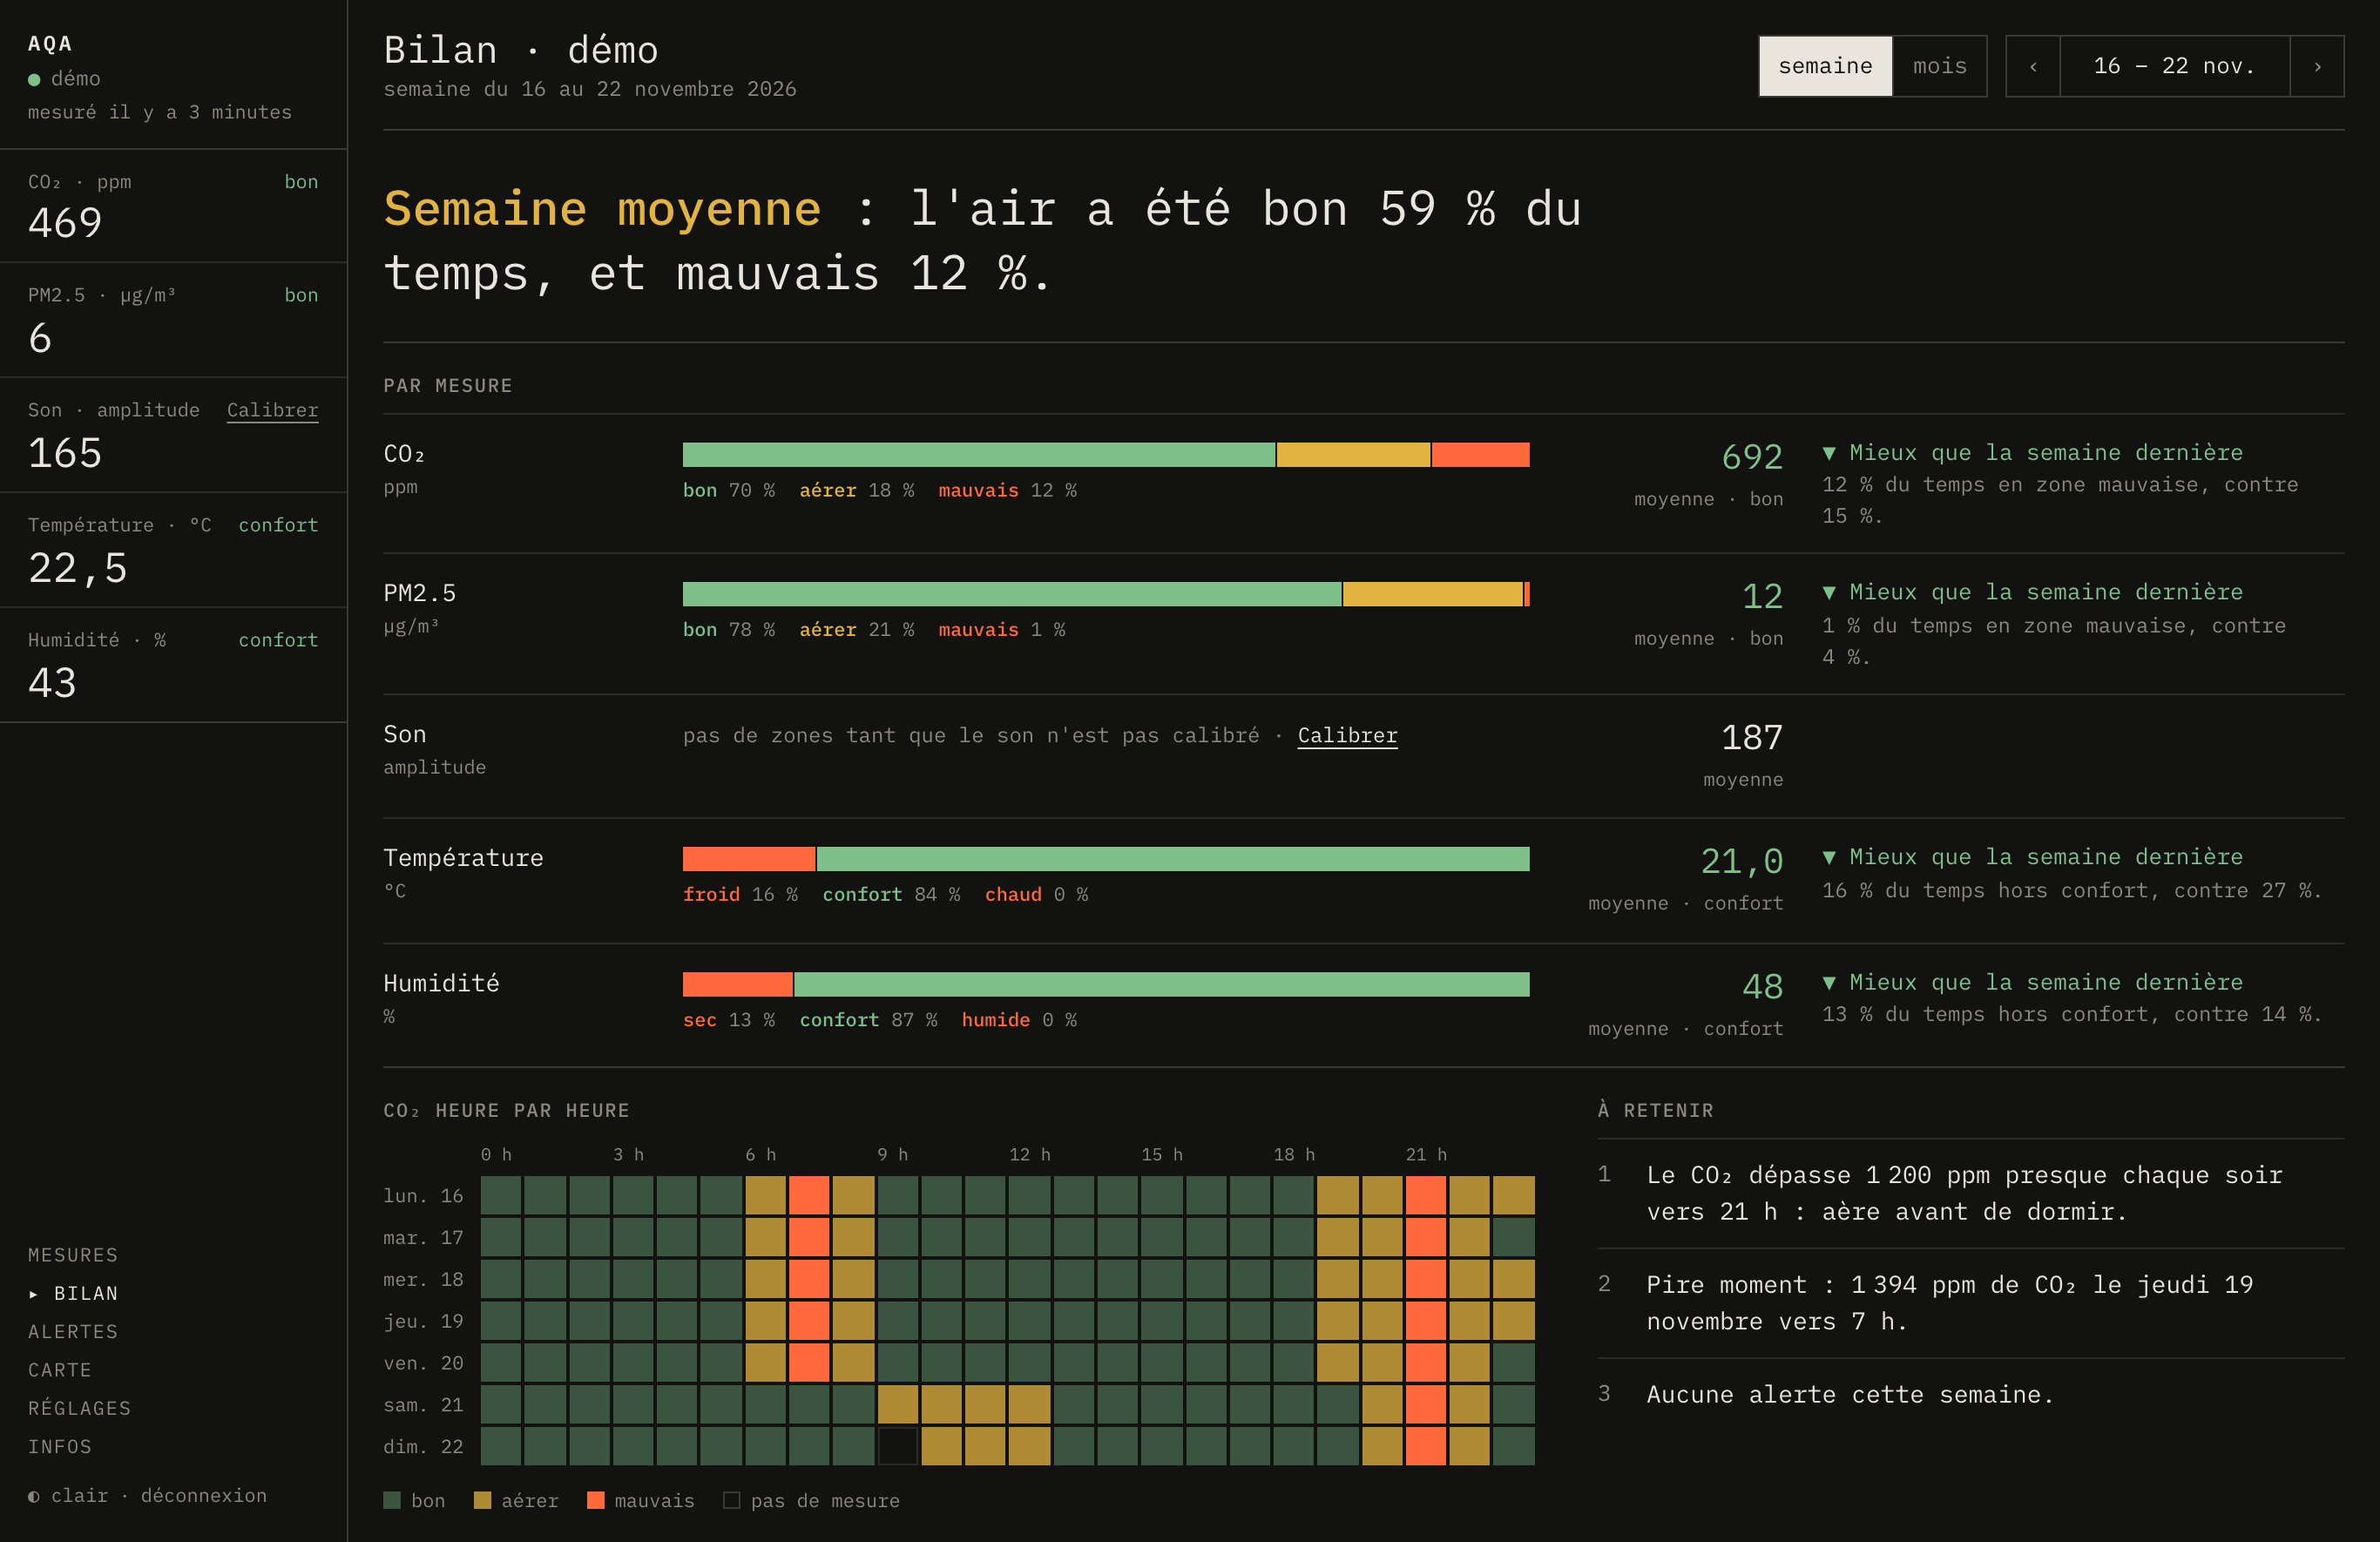 AQA
démo
mesuré il y a 3 minutes
CO₂ · ppm bon
469
PM2.5 · µg/m³ bon
6
Son · amplitude Calibrer
165
Température · °C confort
22,5
Humidité · % confort
43
MESURES
▸ BILAN
ALERTES
CARTE
RÉGLAGES
INFOS
◐ clair · déconnexion
Bilan · démo
semaine du 16 au 22 novembre 2026
semaine mois ‹ 16 – 22 nov. ›
Semaine moyenne : l'air a été bon 59 % du
temps, et mauvais 12 %.
PAR MESURE
CO₂
ppm
bon 70 % aérer 18 % mauvais 12 %
692
moyenne · bon
▼ Mieux que la semaine dernière
12 % du temps en zone mauvaise, contre
15 %.
PM2.5
µg/m³
bon 78 % aérer 21 % mauvais 1 %
12
moyenne · bon
▼ Mieux que la semaine dernière
1 % du temps en zone mauvaise, contre
4 %.
Son
amplitude
pas de zones tant que le son n'est pas calibré · Calibrer
187
moyenne
Température
°C
froid 16 % confort 84 % chaud 0 %
21,0
moyenne · confort
▼ Mieux que la semaine dernière
16 % du temps hors confort, contre 27 %.
Humidité
%
sec 13 % confort 87 % humide 0 %
48
moyenne · confort
▼ Mieux que la semaine dernière
13 % du temps hors confort, contre 14 %.
CO₂ HEURE PAR HEURE
0 h 3 h 6 h 9 h 12 h 15 h 18 h 21 h
lun. 16
mar. 17
mer. 18
jeu. 19
ven. 20
sam. 21
dim. 22
bon aérer mauvais pas de mesure
À RETENIR
1 Le CO₂ dépasse 1 200 ppm presque chaque soir
vers 21 h : aère avant de dormir.
2 Pire moment : 1 394 ppm de CO₂ le jeudi 19
novembre vers 7 h.
3 Aucune alerte cette semaine.